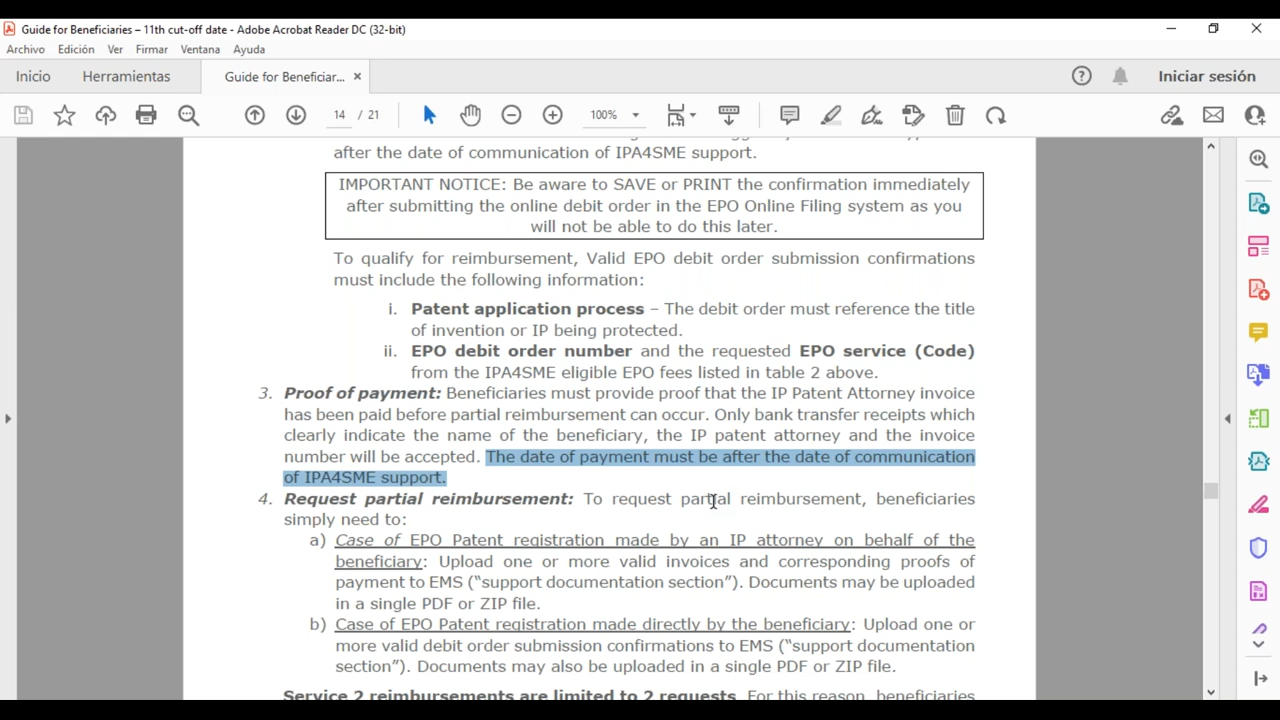 Guide for Beneficiaries – 11th cut-off date - Adobe Acrobat Reader DC (32-bit)
Archivo Edición Ver Firmar Ventana Ayuda
Inicio Herramientas Guide for Beneficiar... × Iniciar sesión
14 / 21 100%
after the date of communication of IPA4SME support.
IMPORTANT NOTICE: Be aware to SAVE or PRINT the confirmation immediately
after submitting the online debit order in the EPO Online Filing system as you
will not be able to do this later.
To qualify for reimbursement, Valid EPO debit order submission confirmations
must include the following information:
i. Patent application process – The debit order must reference the title
of invention or IP being protected.
ii. EPO debit order number and the requested EPO service (Code)
from the IPA4SME eligible EPO fees listed in table 2 above.
3. Proof of payment: Beneficiaries must provide proof that the IP Patent Attorney invoice
has been paid before partial reimbursement can occur. Only bank transfer receipts which
clearly indicate the name of the beneficiary, the IP patent attorney and the invoice
number will be accepted. The date of payment must be after the date of communication
of IPA4SME support.
4. Request partial reimbursement: To request partial reimbursement, beneficiaries
simply need to:
a) Case of EPO Patent registration made by an IP attorney on behalf of the
beneficiary: Upload one or more valid invoices and corresponding proofs of
payment to EMS (“support documentation section”). Documents may be uploaded
in a single PDF or ZIP file.
b) Case of EPO Patent registration made directly by the beneficiary: Upload one or
more valid debit order submission confirmations to EMS (“support documentation
section”). Documents may also be uploaded in a single PDF or ZIP file.
Service 2 reimbursements are limited to 2 requests. For this reason, beneficiaries